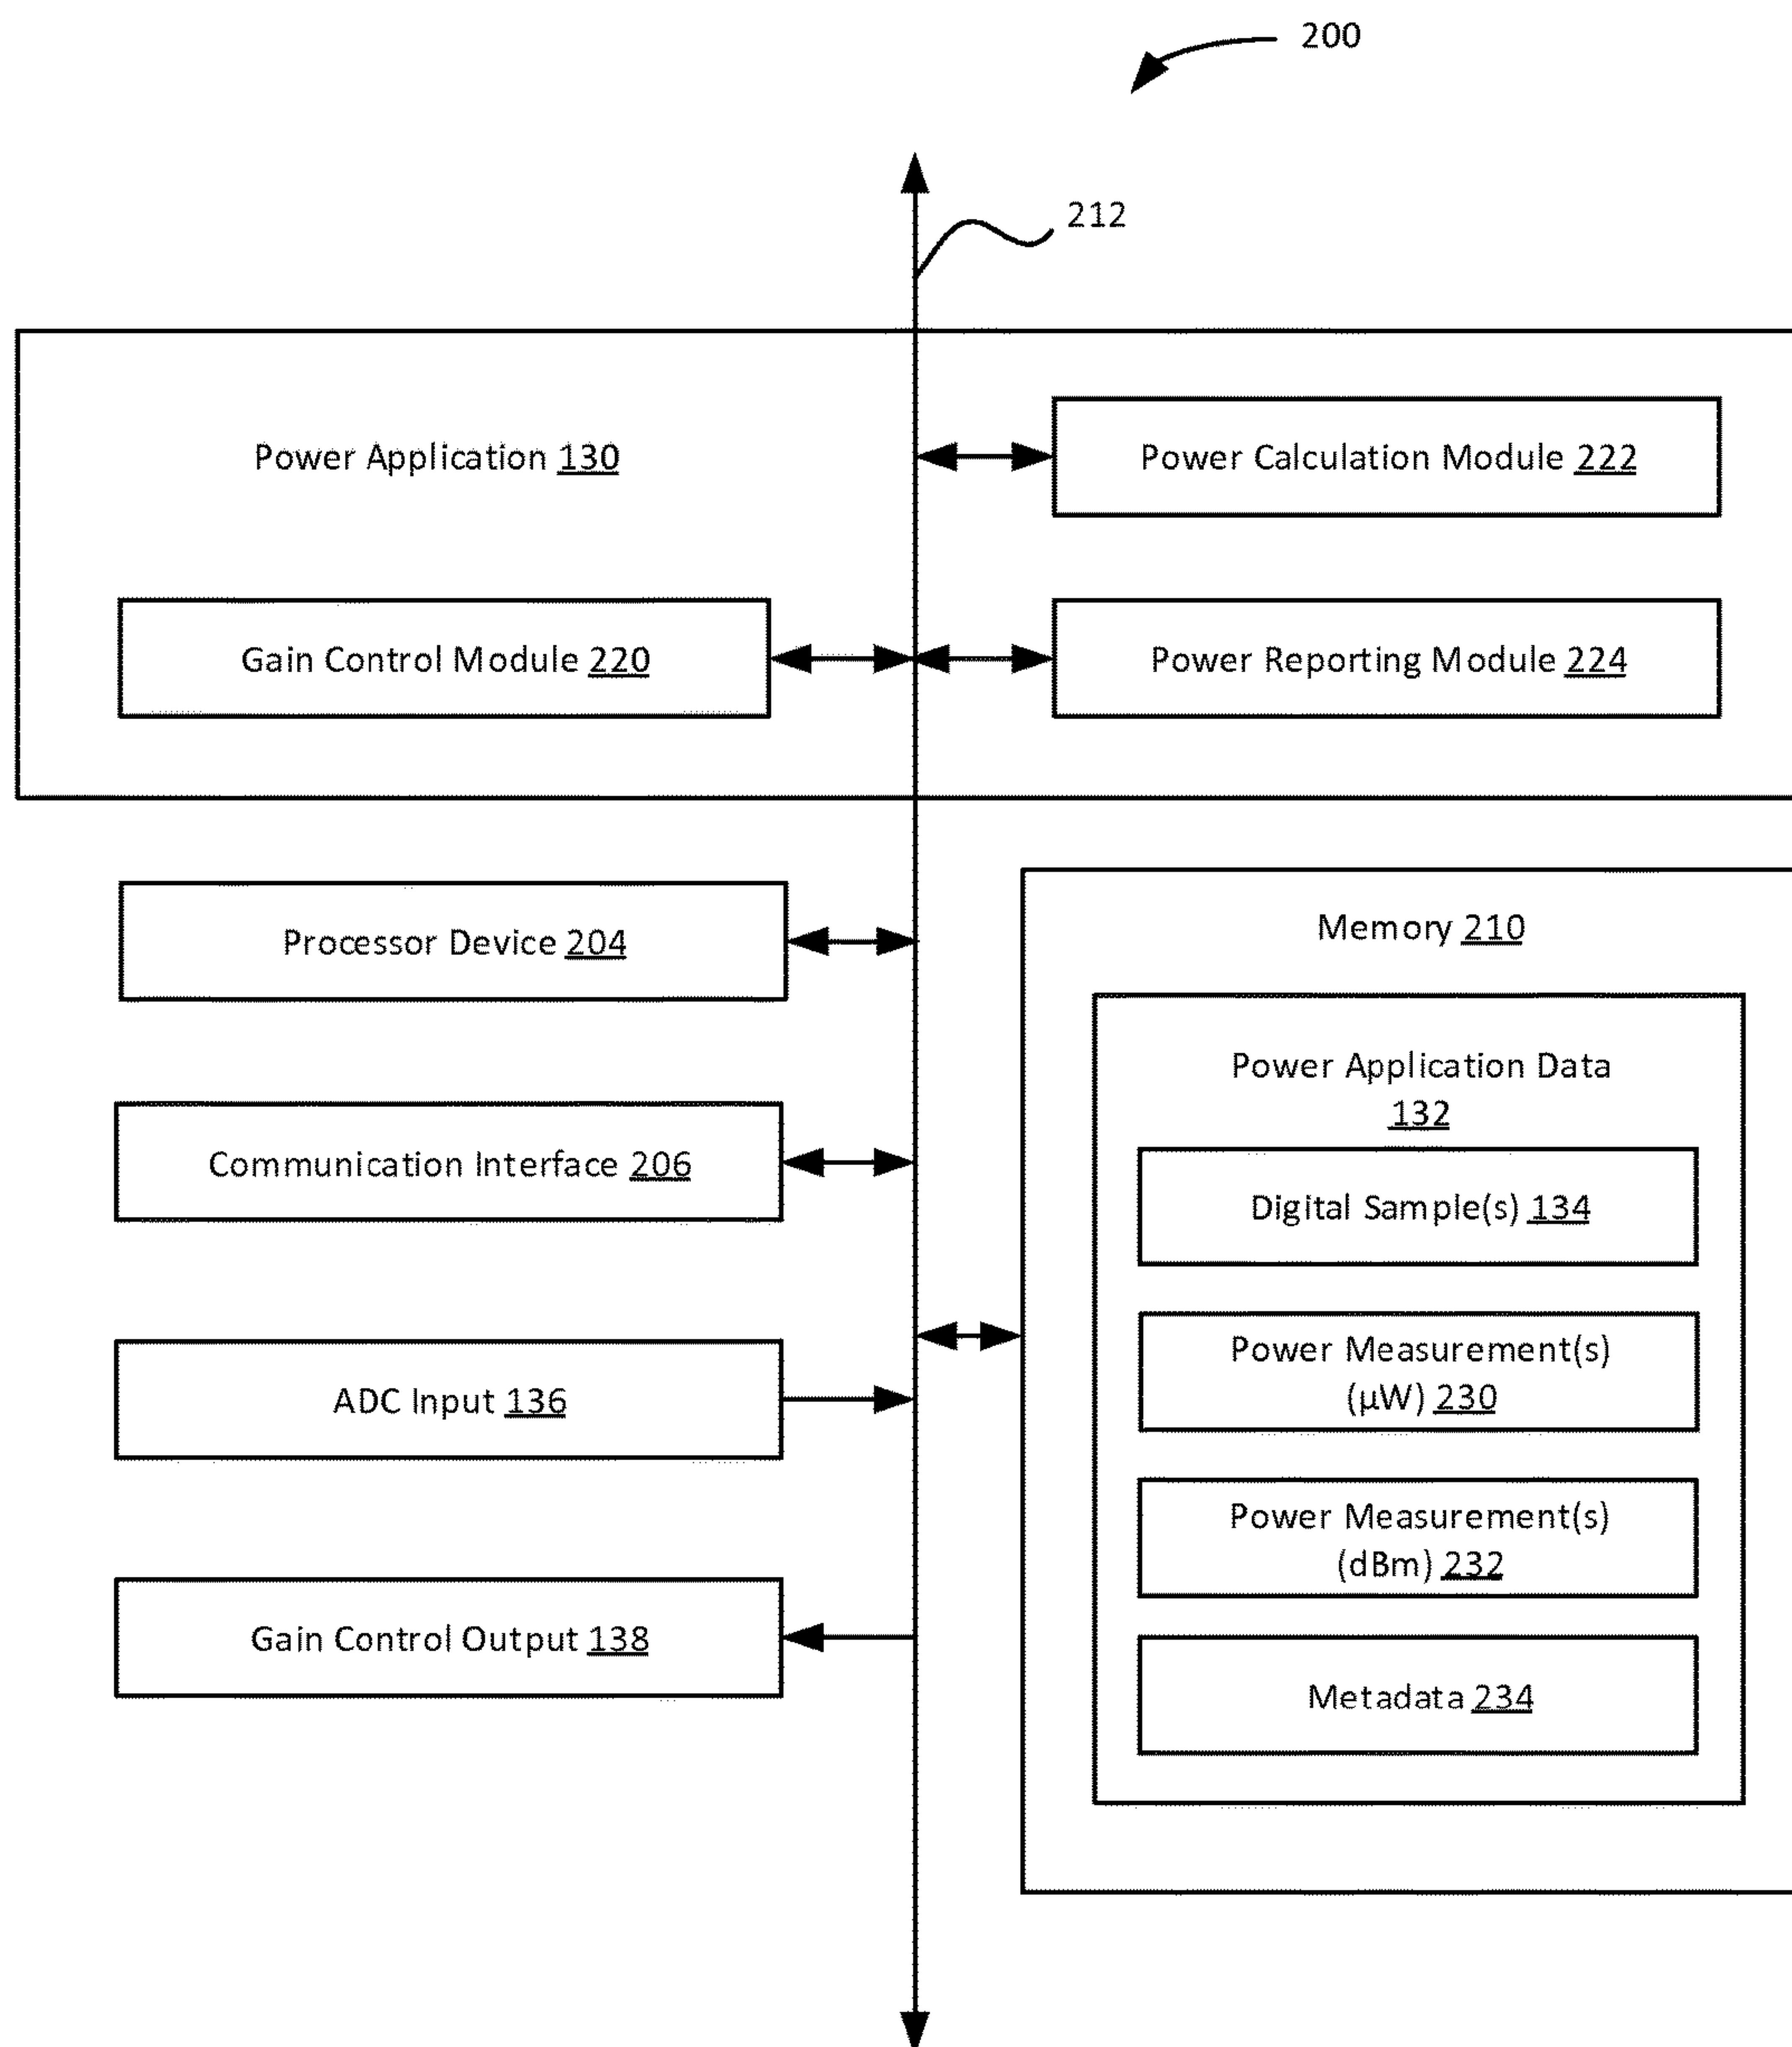 200
212
Power Application 130
Power Calculation Module 222
Gain Control Module 220
Power Reporting Module 224
Processor Device 204
Memory 210
Power Application Data
132
Communication Interface 206
Digital Sample(s) 134
ADC Input 136
Power Measurement(s)
(µW) 230
Power Measurement(s)
(dBm) 232
Gain Control Output 138
Metadata 234